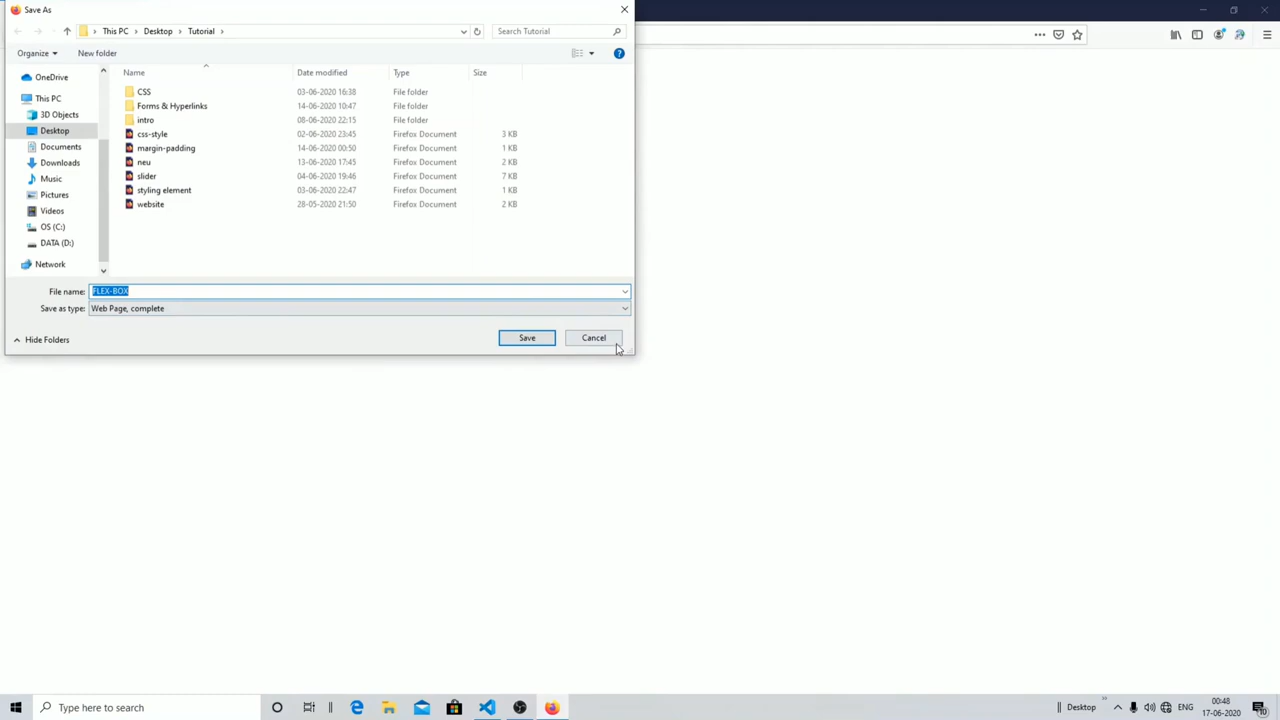 Save As
This PC > Desktop > Tutorial >
Search Tutorial
Organize
New folder
OneDrive
This PC
3D Objects
Desktop
Documents
Downloads
Music
Pictures
Videos
OS (C:)
DATA (D:)
Network
Name Date modified Type Size
CSS 03-06-2020 16:38 File folder
Forms & Hyperlinks 14-06-2020 10:47 File folder
intro 08-06-2020 22:15 File folder
css-style 02-06-2020 23:45 Firefox Document 3 KB
margin-padding 14-06-2020 00:50 Firefox Document 1 KB
neu 13-06-2020 17:45 Firefox Document 2 KB
slider 04-06-2020 19:46 Firefox Document 7 KB
styling element 03-06-2020 22:47 Firefox Document 1 KB
website 28-05-2020 21:50 Firefox Document 2 KB
File name: FLEX-BOX
Save as type: Web Page, complete
Hide Folders
Save
Cancel
Type here to search
Desktop
ENG
00:48
17-06-2020
10